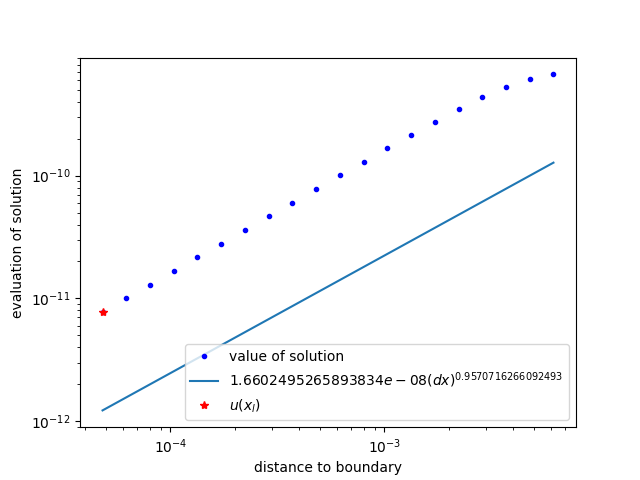 10⁻¹⁰
10⁻¹¹
10⁻¹²
evaluation of solution
value of solution
1.6602495265893834e − 08(dx)^0.9570716266092493
u(x_l)
10⁻⁴
10⁻³
distance to boundary